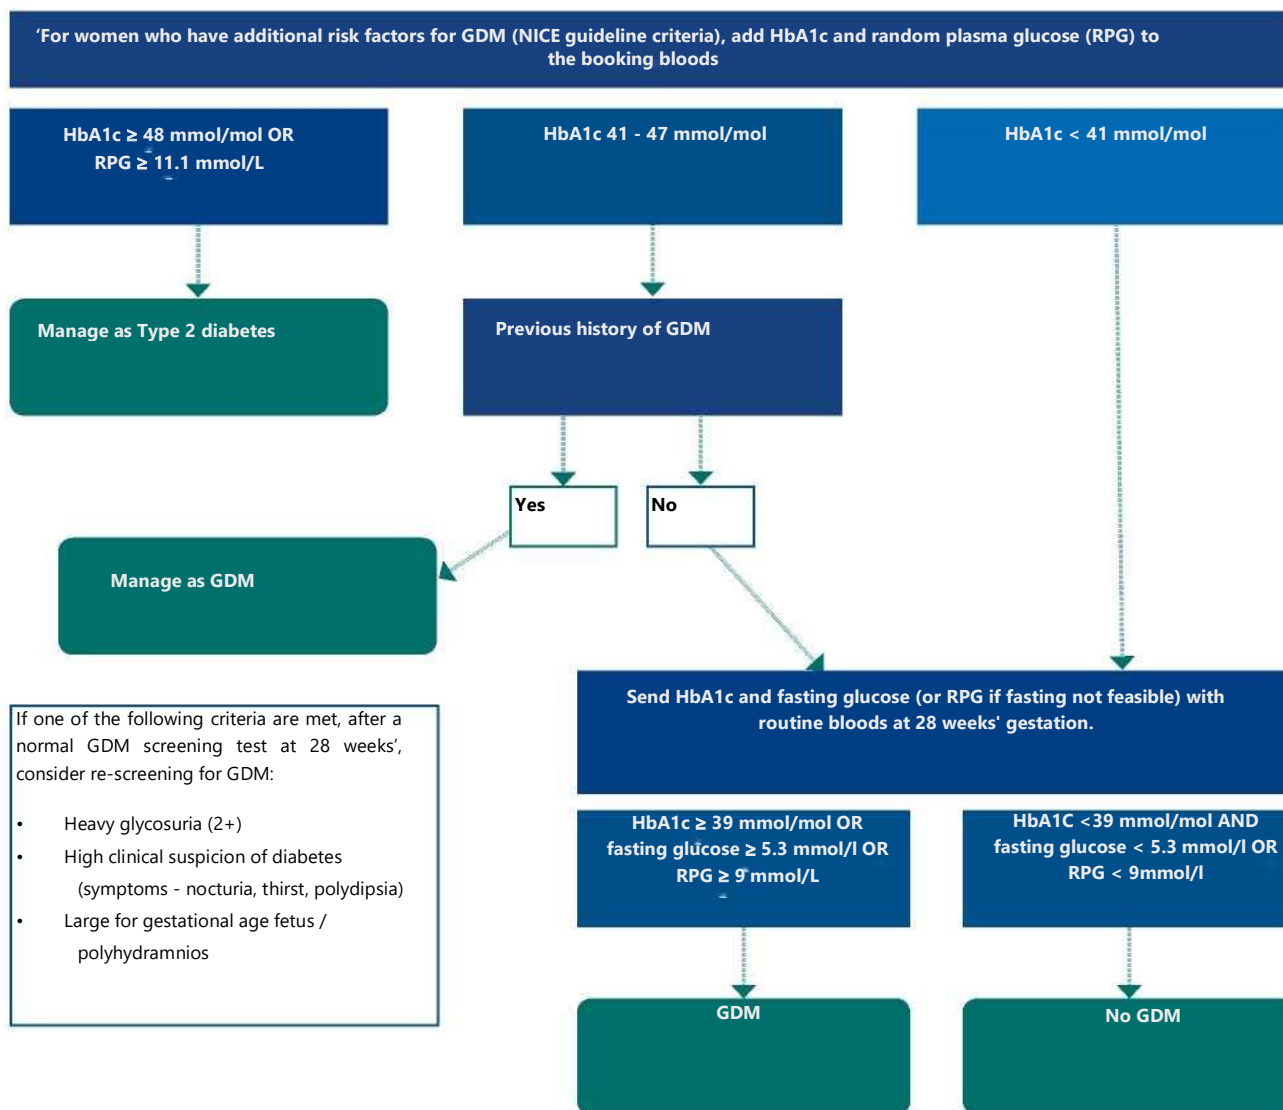 ‘For women who have additional risk factors for GDM (NICE guideline criteria), add HbA1c and random plasma glucose (RPG) to
the booking bloods
HbA1c ≥ 48 mmol/mol OR
RPG ≥ 11.1 mmol/L
HbA1c 41 - 47 mmol/mol
HbA1c < 41 mmol/mol
Manage as Type 2 diabetes
Previous history of GDM
Yes
No
Manage as GDM
Send HbA1c and fasting glucose (or RPG if fasting not feasible) with
routine bloods at 28 weeks' gestation.
If one of the following criteria are met, after a
normal GDM screening test at 28 weeks’,
consider re-screening for GDM:
• Heavy glycosuria (2+)
• High clinical suspicion of diabetes
(symptoms - nocturia, thirst, polydipsia)
• Large for gestational age fetus /
polyhydramnios
HbA1c ≥ 39 mmol/mol OR
fasting glucose ≥ 5.3 mmol/l OR
RPG ≥ 9 mmol/L
HbA1C <39 mmol/mol AND
fasting glucose < 5.3 mmol/l OR
RPG < 9mmol/l
GDM
No GDM